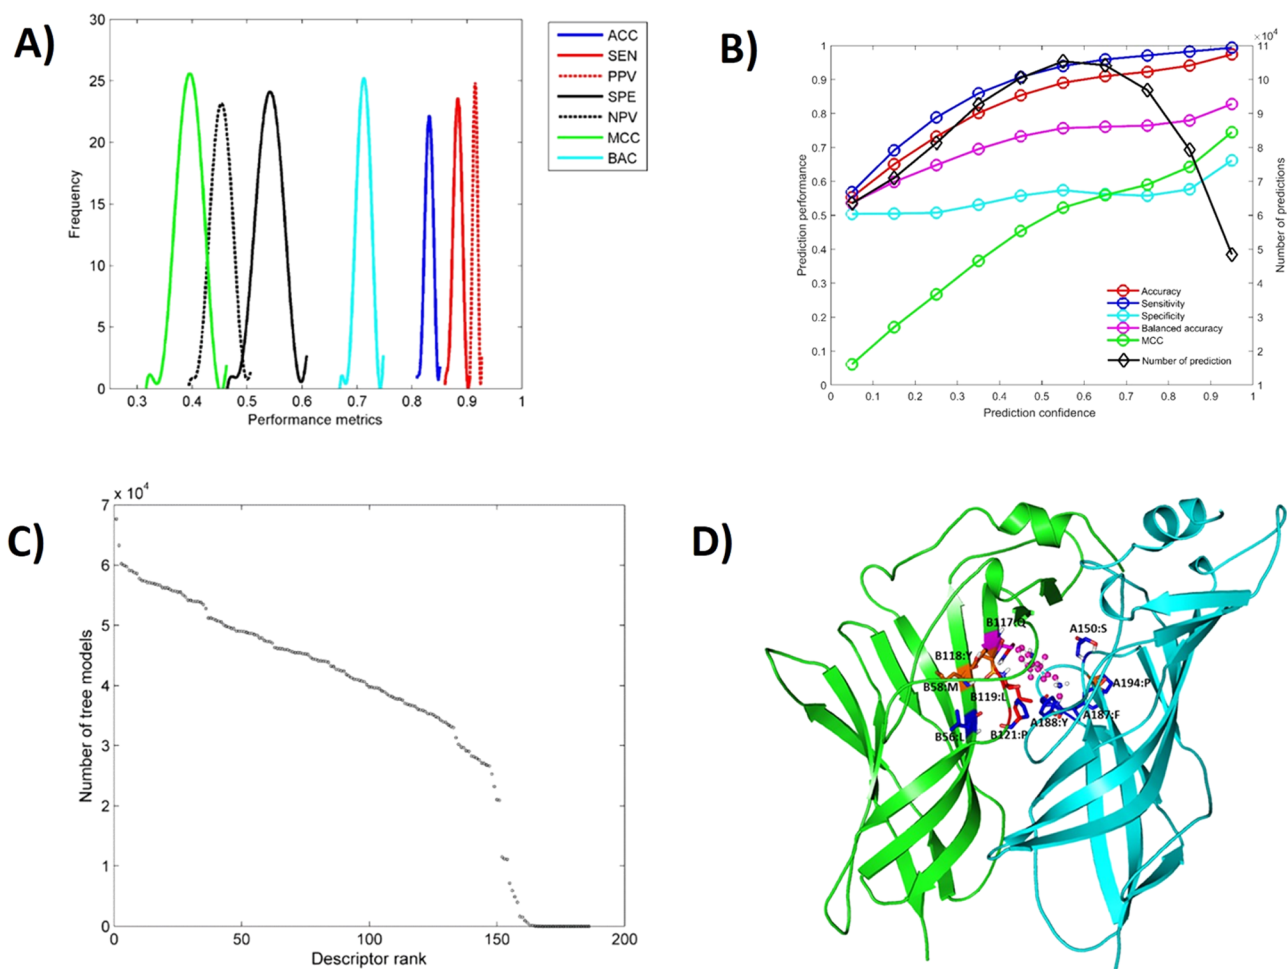 A)
30
25
20
15
10
5
0
Frequency
0.3 0.4 0.5 0.6 0.7 0.8 0.9 1
Performance metrics
ACC
SEN
PPV
SPE
NPV
MCC
BAC
B)
1
0.9
0.8
0.7
0.6
0.5
0.4
0.3
0.2
0.1
0
Prediction performance
0 0.1 0.2 0.3 0.4 0.5 0.6 0.7 0.8 0.9 1
Prediction confidence
×10⁴
11
10
9
8
7
6
5
4
3
2
1
Number of predictions
Accuracy
Sensitivity
Specificity
Balanced accuracy
MCC
Number of prediction
C)
7 x 10⁴
6
5
4
3
2
1
0
Number of tree models
0 50 100 150 200
Descriptor rank
D)
B117:Q
A150:S
B118:Y
B58:M
A194:P
B119:L
A187:F
A188:Y
B56:L
B121:P